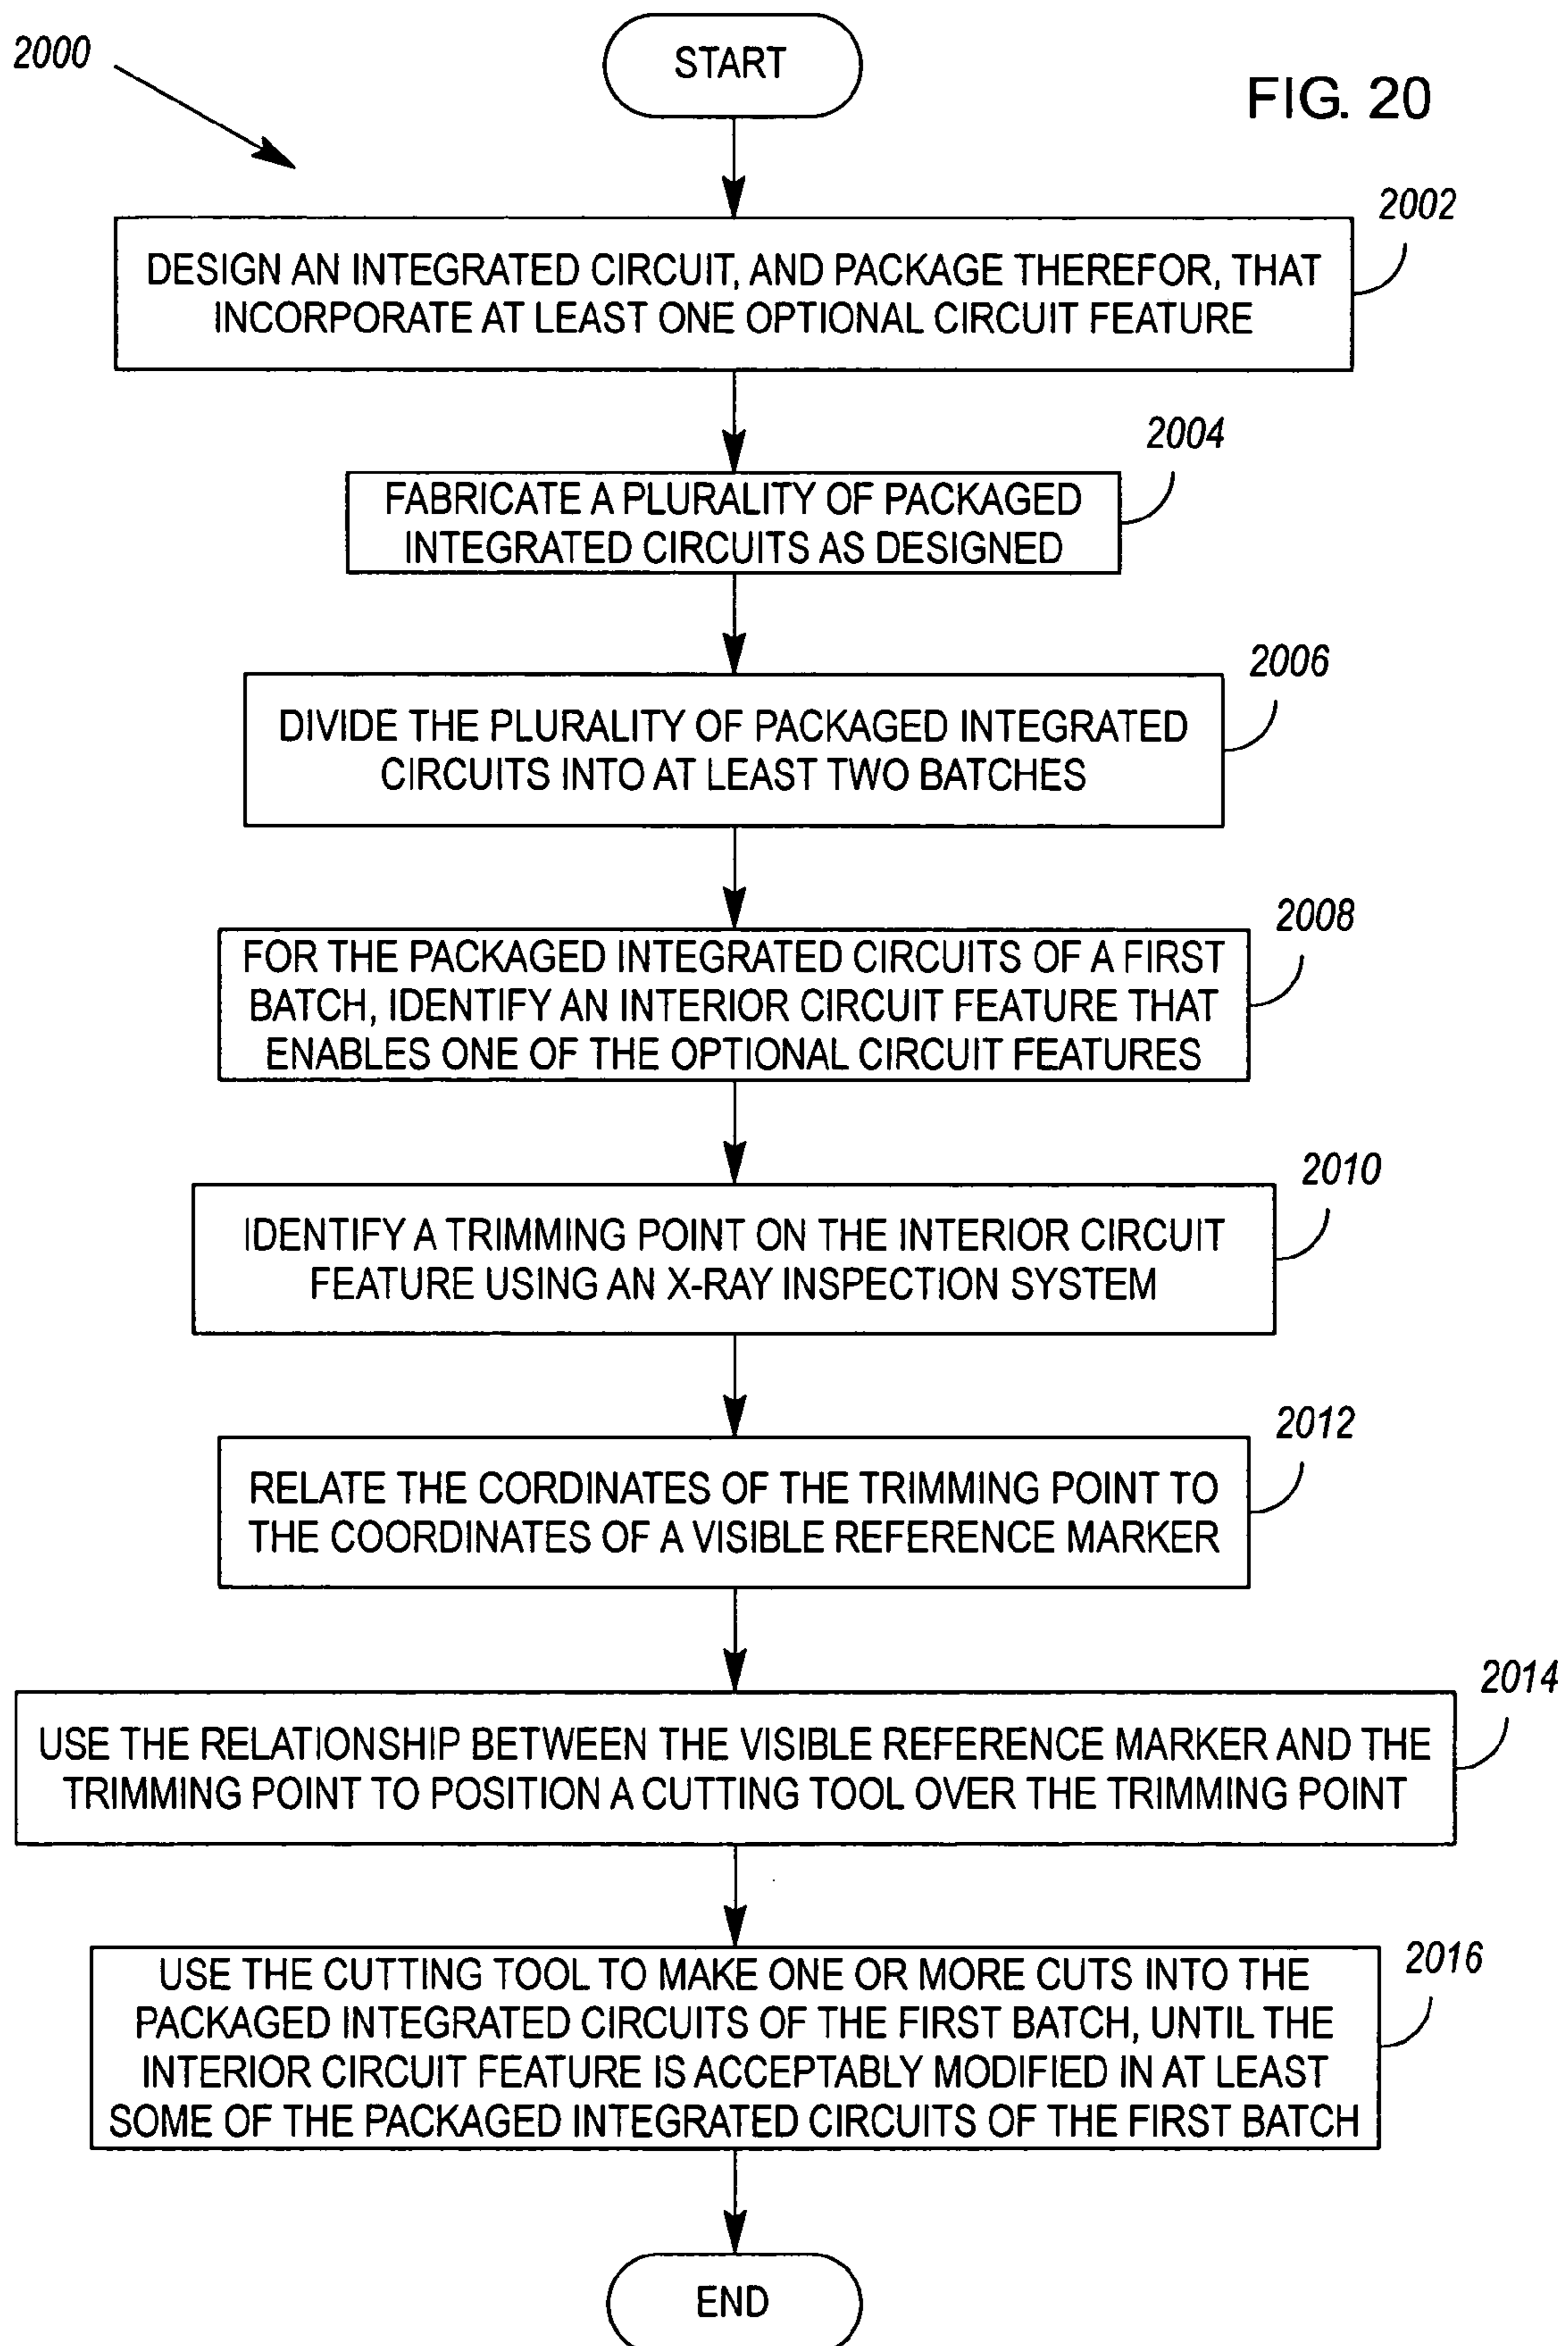 2000
START
FIG. 20
2002
DESIGN AN INTEGRATED CIRCUIT, AND PACKAGE THEREFOR, THAT
INCORPORATE AT LEAST ONE OPTIONAL CIRCUIT FEATURE
2004
FABRICATE A PLURALITY OF PACKAGED
INTEGRATED CIRCUITS AS DESIGNED
2006
DIVIDE THE PLURALITY OF PACKAGED INTEGRATED
CIRCUITS INTO AT LEAST TWO BATCHES
2008
FOR THE PACKAGED INTEGRATED CIRCUITS OF A FIRST
BATCH, IDENTIFY AN INTERIOR CIRCUIT FEATURE THAT
ENABLES ONE OF THE OPTIONAL CIRCUIT FEATURES
2010
IDENTIFY A TRIMMING POINT ON THE INTERIOR CIRCUIT
FEATURE USING AN X-RAY INSPECTION SYSTEM
2012
RELATE THE CORDINATES OF THE TRIMMING POINT TO
THE COORDINATES OF A VISIBLE REFERENCE MARKER
2014
USE THE RELATIONSHIP BETWEEN THE VISIBLE REFERENCE MARKER AND THE
TRIMMING POINT TO POSITION A CUTTING TOOL OVER THE TRIMMING POINT
2016
USE THE CUTTING TOOL TO MAKE ONE OR MORE CUTS INTO THE
PACKAGED INTEGRATED CIRCUITS OF THE FIRST BATCH, UNTIL THE
INTERIOR CIRCUIT FEATURE IS ACCEPTABLY MODIFIED IN AT LEAST
SOME OF THE PACKAGED INTEGRATED CIRCUITS OF THE FIRST BATCH
END